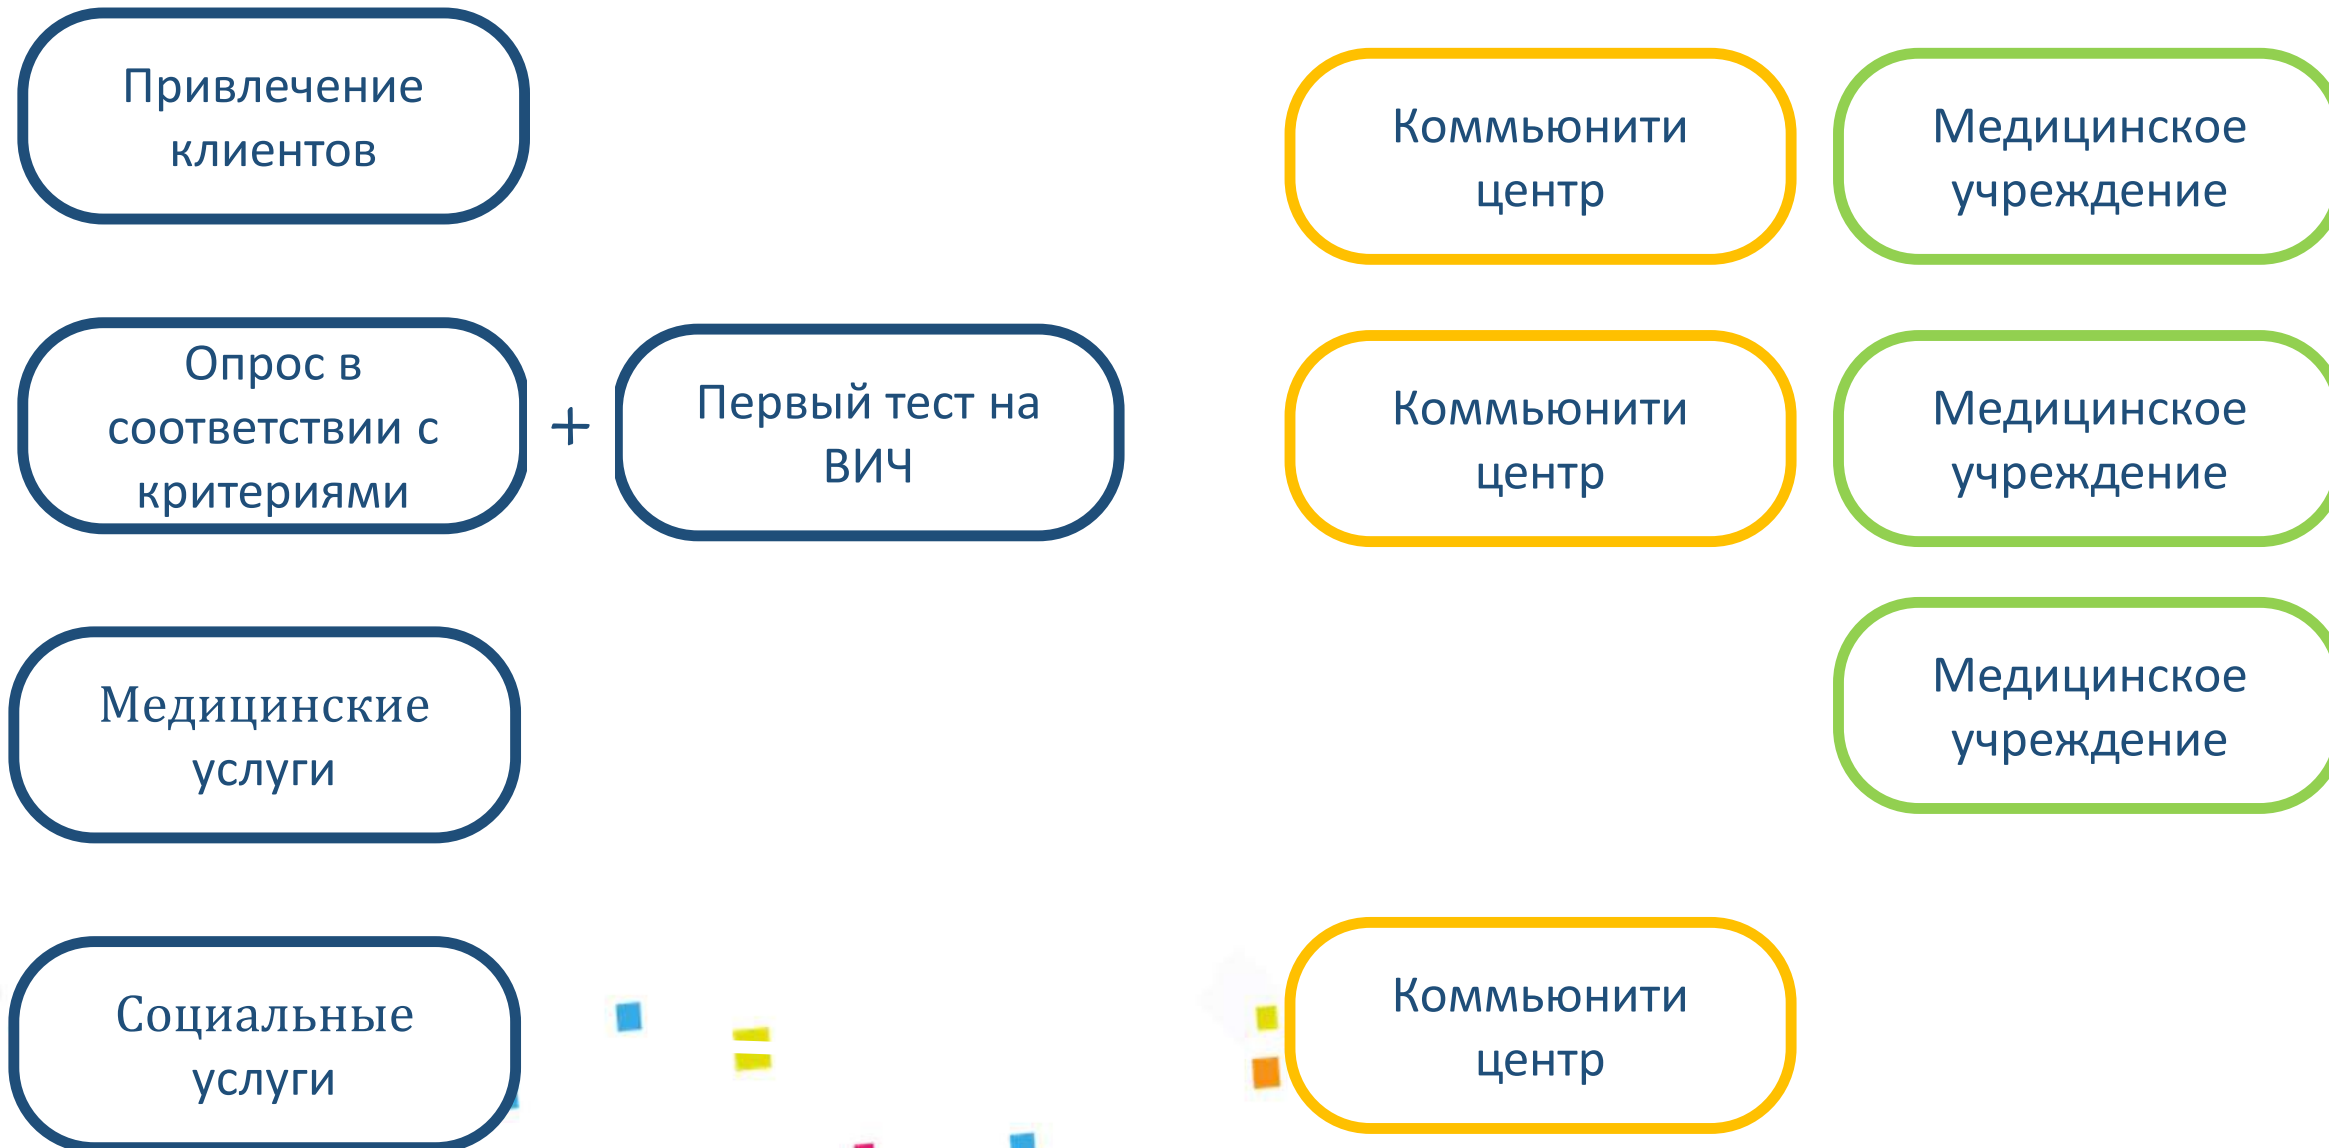 Привлечение
клиентов
Коммьюнити
центр
Медицинское
учреждение
Опрос в
соответствии с
критериями
+
Первый тест на
ВИЧ
Коммьюнити
центр
Медицинское
учреждение
Медицинские
услуги
Медицинское
учреждение
Социальные
услуги
Коммьюнити
центр